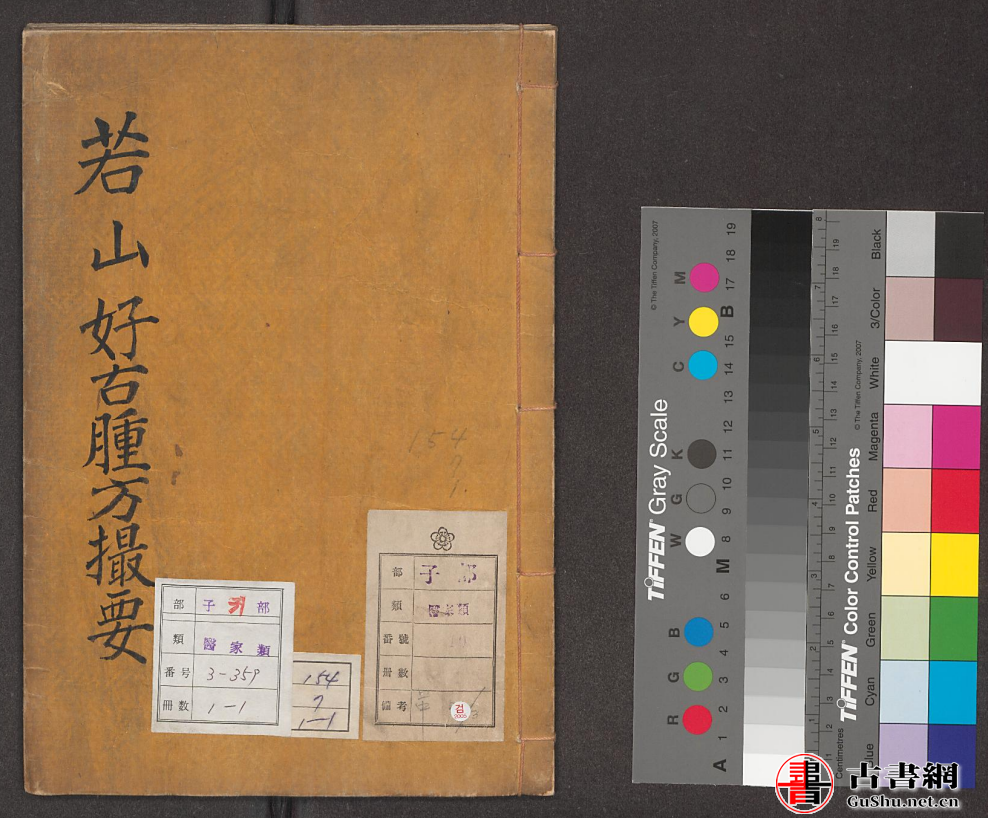 若山好古腫方撮要
154
7
1.
部 子 部
類 醫家類
番号 3-359
冊数 1-1
154
7
1-1
部 子 部
類 醫家類
番號
冊數
備考
검
2005
© The Tiffen Company, 2007
TIFFEN® Gray Scale
R G B W G K C Y M
A 1 2 3 4 5 6 M 8 9 10 11 12 13 14 15 B 17 18 19
TIFFEN® Color Control Patches
© The Tiffen Company, 2007
Centimetres
Blue Cyan Green Yellow Red Magenta White 3/Color Black
古書網
GuShu.net.cn